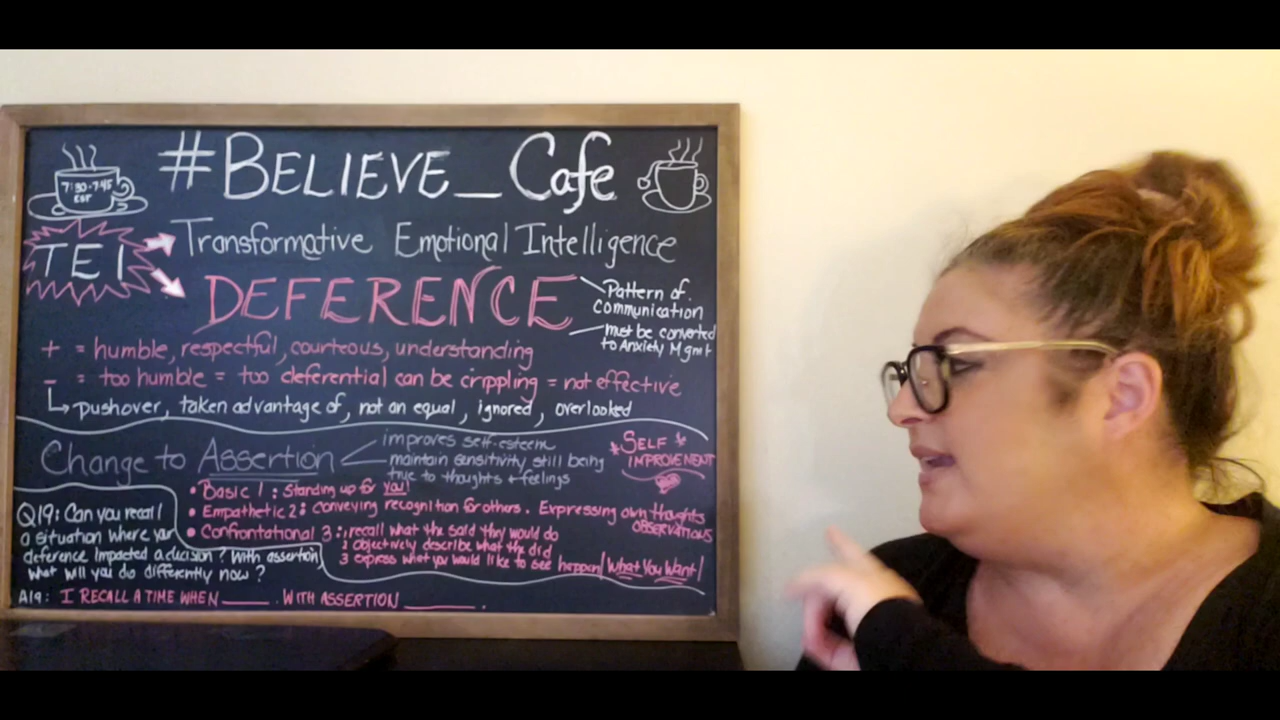 #BELIEVE_Cafe
7:30-7:45
EST
TEI
Transformative Emotional Intelligence
DEFERENCE
Pattern of
communication
must be converted
to Anxiety Mgmt
+ = humble, respectful, courteous, understanding
- = too humble = too deferential can be crippling = not effective
pushover, taken advantage of, not an equal, ignored, overlooked
Change to Assertion
improves self-esteem
maintain sensitivity still being
true to thoughts + feelings
*SELF*
IMPROVEMENT
• Basic 1: Standing up for you!
• Empathetic 2: conveying recognition for others. Expressing own thoughts
OBSERVATIONS
• Confrontational 3: 1 recall what the said they would do
2 objectively describe what the did
3 express what you would like to see happen/What You Want/
Q19: Can you recall
a situation where your
deference impacted a decision? With assertion,
what will you do differently now?
A19: I RECALL A TIME WHEN ______. WITH ASSERTION ________.